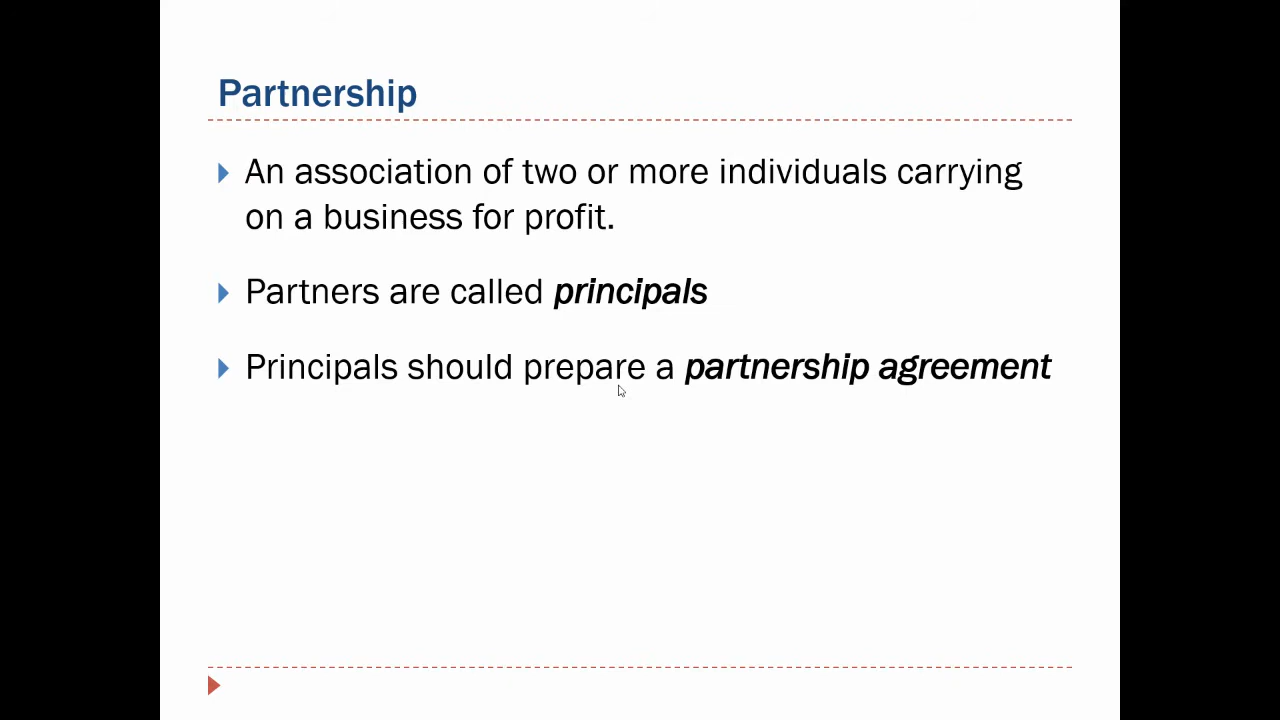 Partnership
An association of two or more individuals carrying
on a business for profit.
Partners are called principals
Principals should prepare a partnership agreement